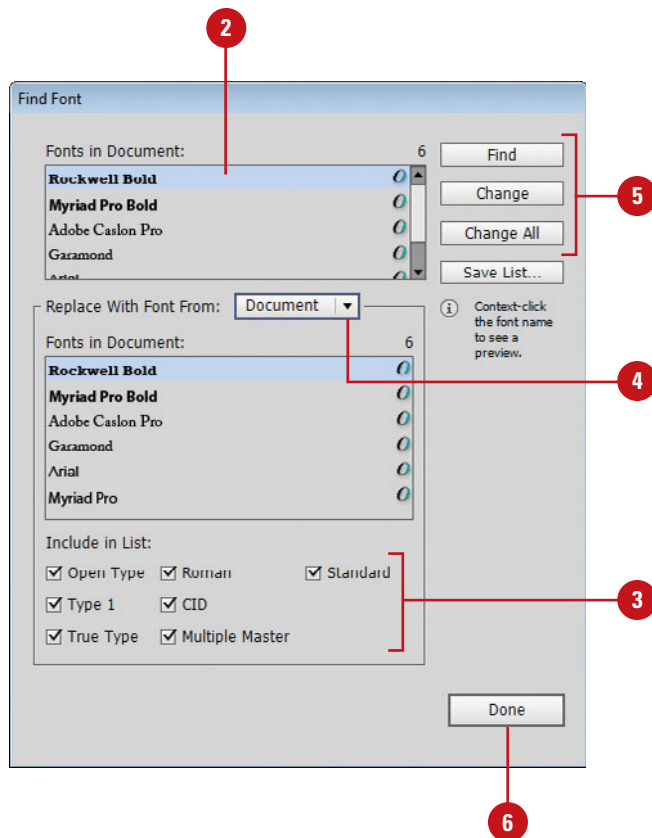 2
Find Font
Fonts in Document: 6
Rockwell Bold O
Myriad Pro Bold O
Adobe Caslon Pro O
Garamond O
Arial O
Find
Change
Change All
Save List...
5
Replace With Font From: Document
Context-click
the font name
to see a
preview.
4
Fonts in Document: 6
Rockwell Bold O
Myriad Pro Bold O
Adobe Caslon Pro O
Garamond O
Arial O
Myriad Pro O
Include in List:
Open Type Roman Standard
Type 1 CID
True Type Multiple Master
3
Done
6